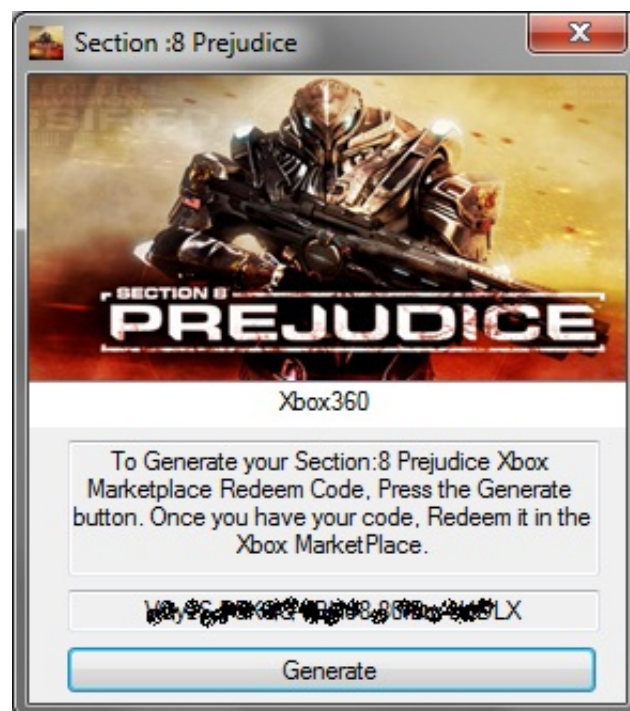 Section :8 Prejudice
SECTION 8
PREJUDICE
Xbox360
To Generate your Section:8 Prejudice Xbox
Marketplace Redeem Code, Press the Generate
button. Once you have your code, Redeem it in the
Xbox MarketPlace.
Generate